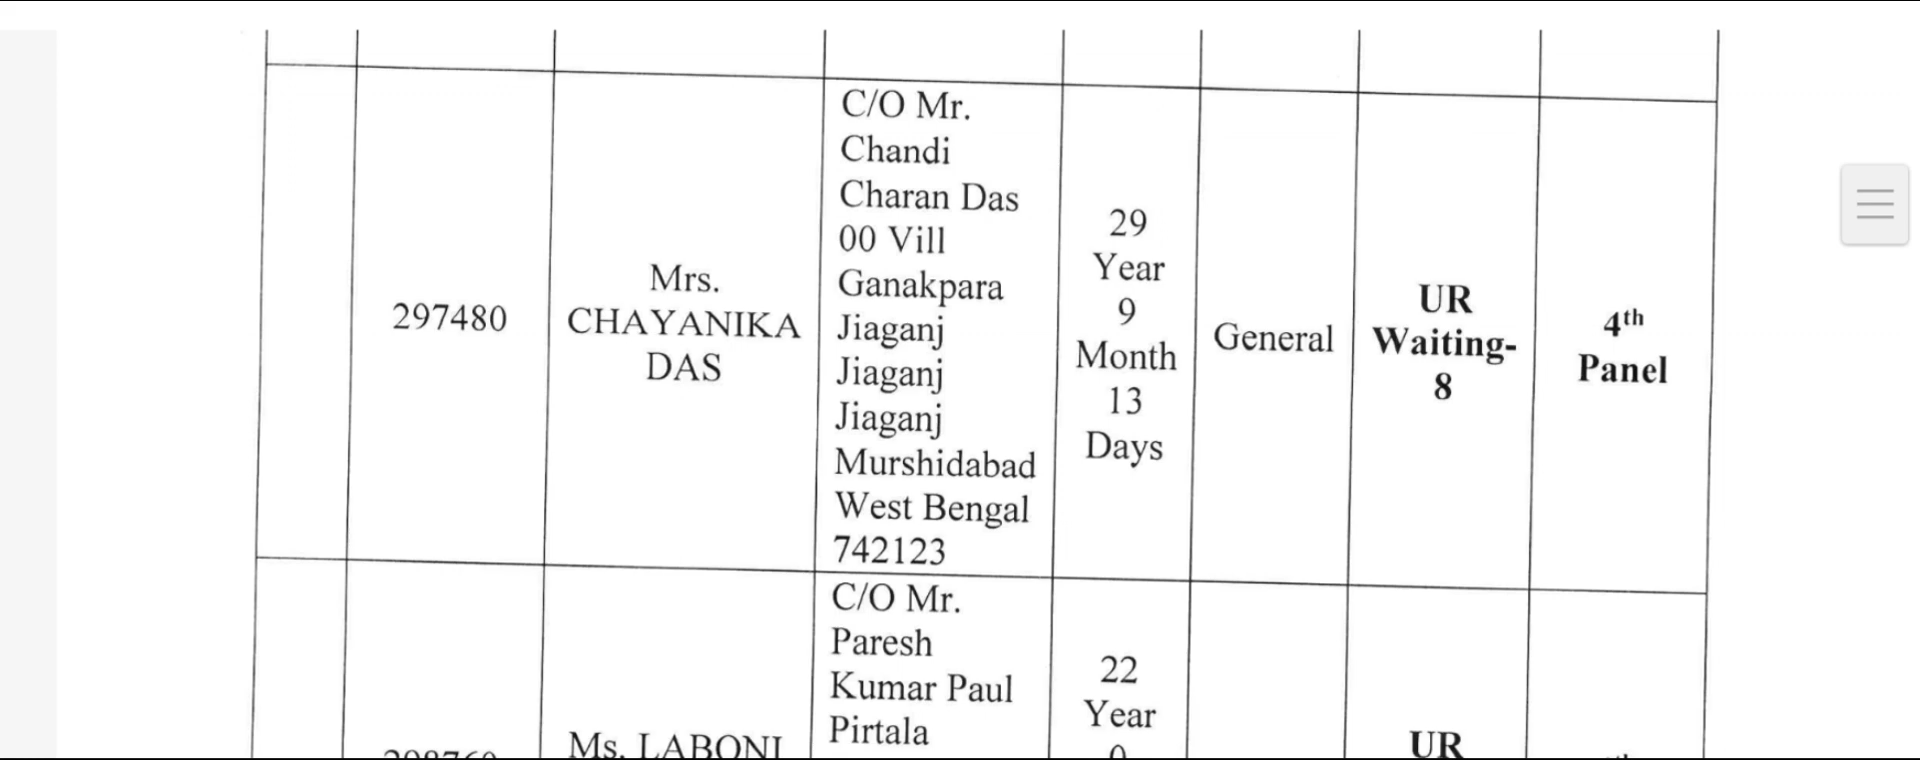 297480
Mrs.
CHAYANIKA
DAS
C/O Mr.
Chandi
Charan Das
00 Vill
Ganakpara
Jiaganj
Jiaganj
Jiaganj
Murshidabad
West Bengal
742123
29
Year
9
Month
13
Days
General
UR
Waiting-
8
4th
Panel
Ms. LABONI
C/O Mr.
Paresh
Kumar Paul
Pirtala
22
Year
UR